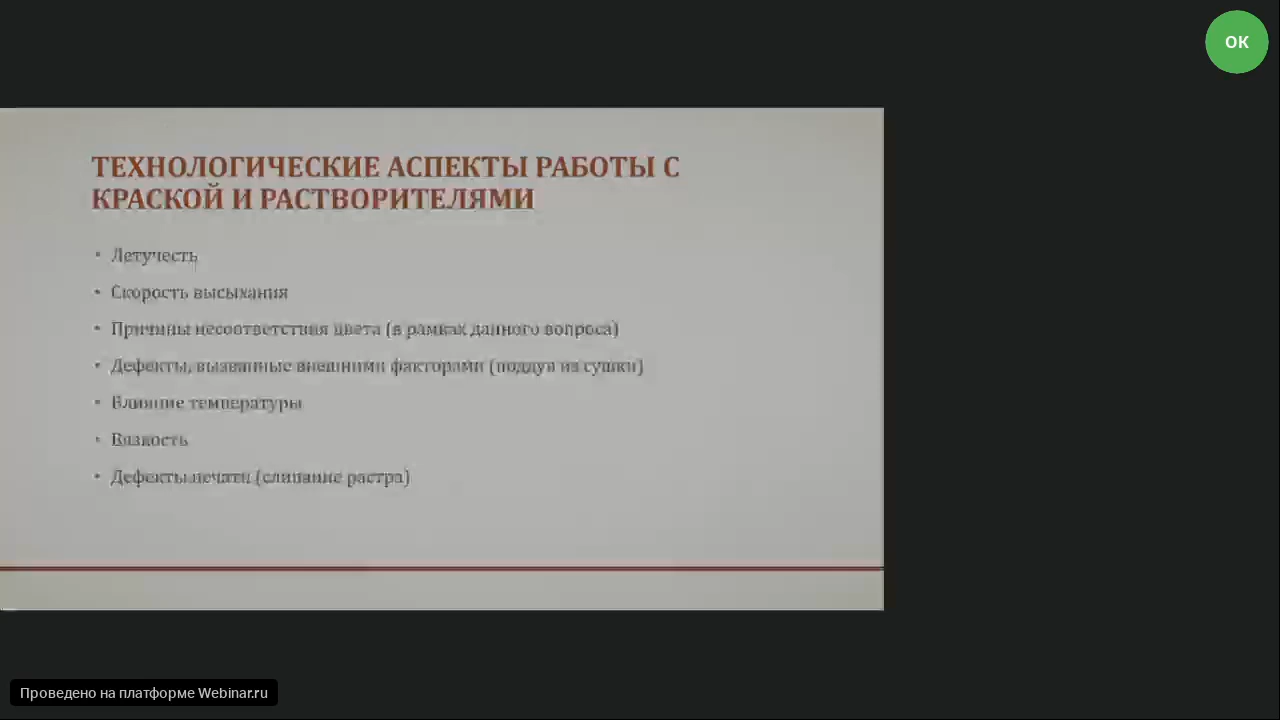 ОК
ТЕХНОЛОГИЧЕСКИЕ АСПЕКТЫ РАБОТЫ С
КРАСКОЙ И РАСТВОРИТЕЛЯМИ
• Летучесть
• Скорость высыхания
• Причины несоответствия цвета (в рамках данного вопроса)
• Дефекты, вызванные внешними факторами (поддув из сушки)
• Влияние температуры
• Вязкость
• Дефекты печати (слипание растра)
Проведено на платформе Webinar.ru